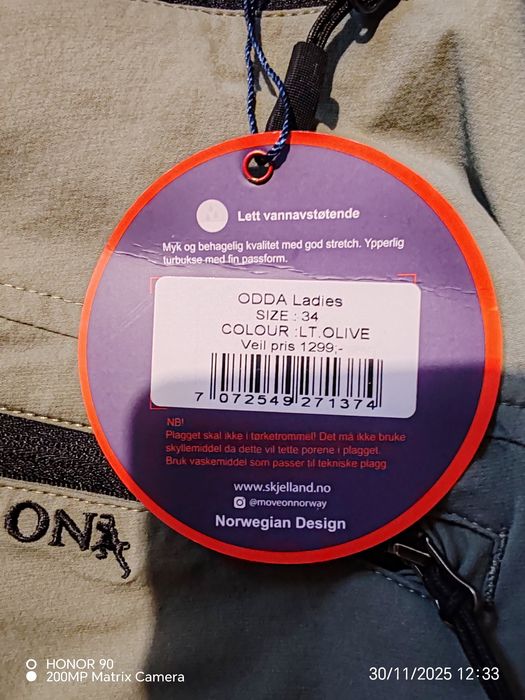 Lett vannavstøtende
Myk og behagelig kvalitet med god stretch. Ypperlig
turbukse med fin passform.
ODDA Ladies
SIZE : 34
COLOUR :LT.OLIVE
Veil pris 1299,-
7 072549 271374
NB!
Plagget skal ikke i tørketrommel! Det må ikke bruke
skyllemiddel da dette vil tette porene i plagget.
Bruk vaskemiddel som passer til tekniske plagg
www.skjelland.no
@moveonnorway
Norwegian Design
ON
HONOR 90
200MP Matrix Camera
30/11/2025 12:33